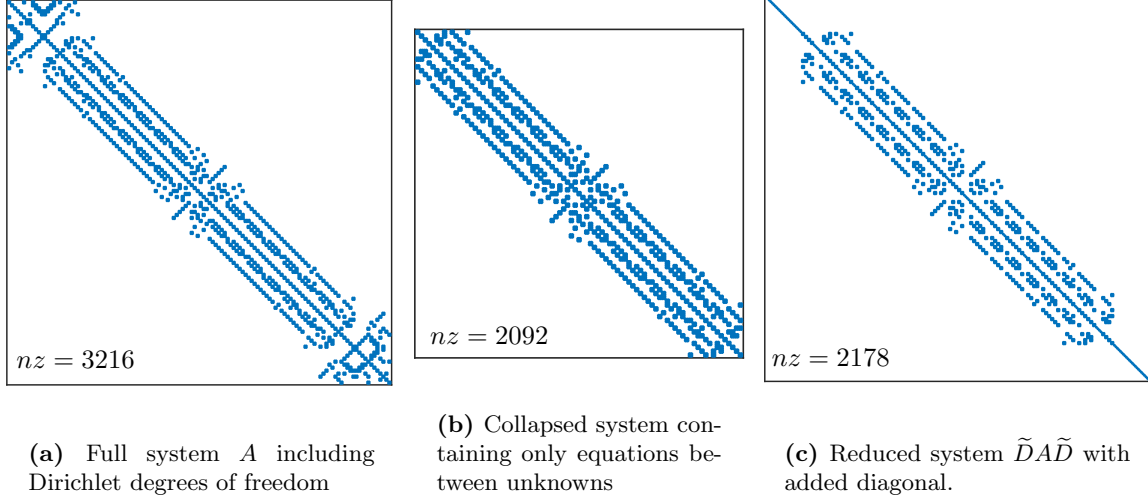 nz = 3216
nz = 2092
nz = 2178
(a) Full system A including
Dirichlet degrees of freedom
(b) Collapsed system con-
taining only equations be-
tween unknowns
(c) Reduced system D̃AD̃ with
added diagonal.